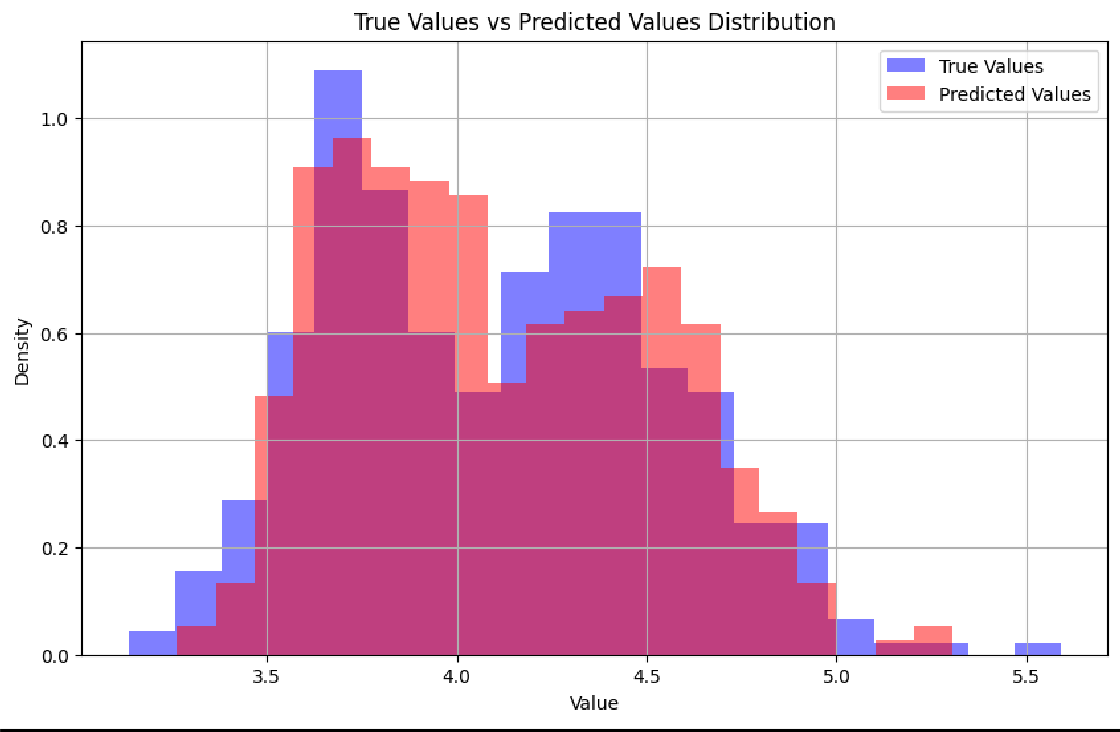 True Values vs Predicted Values Distribution
True Values
Predicted Values
Density
1.0
0.8
0.6
0.4
0.2
0.0
3.5 4.0 4.5 5.0 5.5
Value